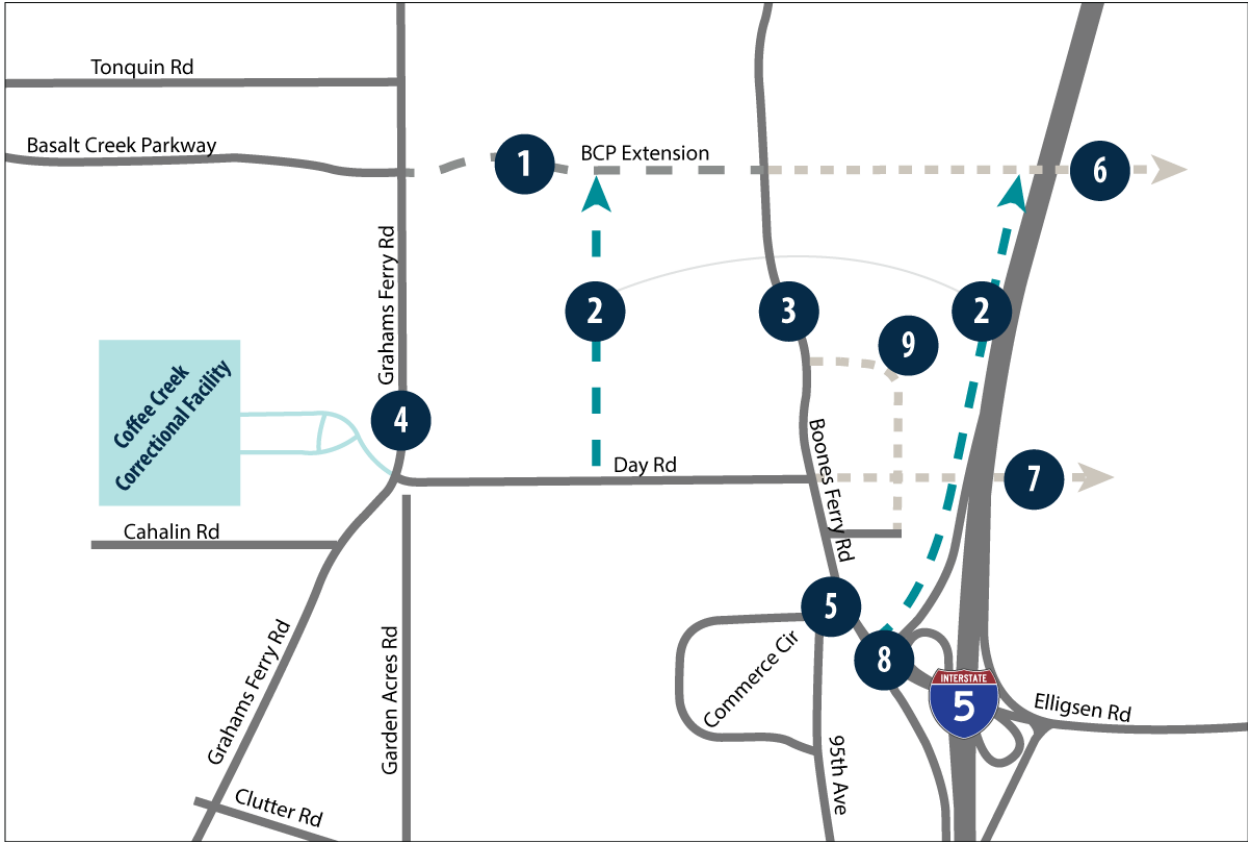 Tonquin Rd
Basalt Creek Parkway
BCP Extension
1
6
Grahams Ferry Rd
2
3
2
9
Coffee Creek
Correctional Facility
4
Boones Ferry Rd
Day Rd
7
Cahalin Rd
5
Grahams Ferry Rd
Garden Acres Rd
Commerce Cir
8
INTERSTATE
5
Elligsen Rd
95th Ave
Clutter Rd